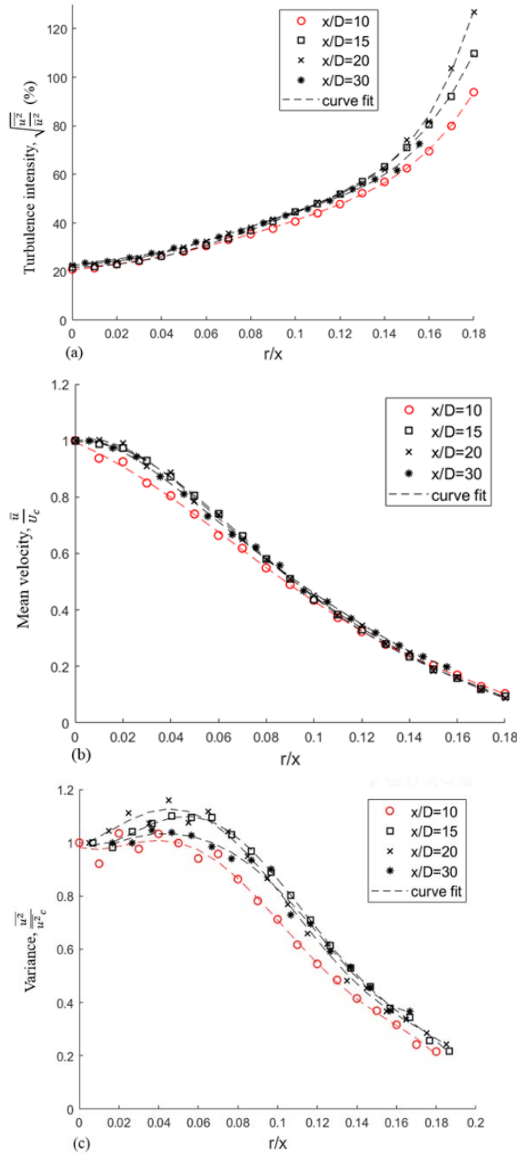 120
100
80
60
40
20
0
Turbulence intensity, (%)
x/D=10
x/D=15
x/D=20
x/D=30
curve fit
0 0.02 0.04 0.06 0.08 0.1 0.12 0.14 0.16 0.18
r/x
(a)
1.2
1
0.8
0.6
0.4
0.2
0
Mean velocity, ū/Uc
x/D=10
x/D=15
x/D=20
x/D=30
curve fit
0 0.02 0.04 0.06 0.08 0.1 0.12 0.14 0.16 0.18
r/x
(b)
1.2
1
0.8
0.6
0.4
0.2
0
Variance,
x/D=10
x/D=15
x/D=20
x/D=30
curve fit
0 0.02 0.04 0.06 0.08 0.1 0.12 0.14 0.16 0.18 0.2
r/x
(c)